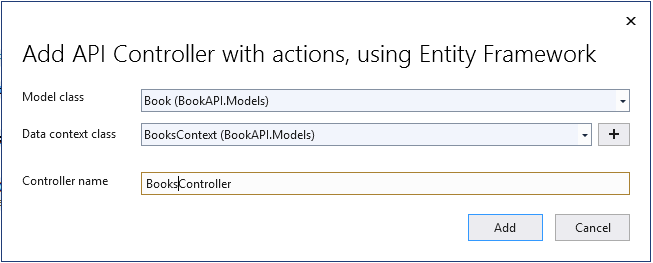 Add API Controller with actions, using Entity Framework
Model class
Book (BookAPI.Models)
Data context class
BooksContext (BookAPI.Models)
Controller name
BooksController
Add
Cancel